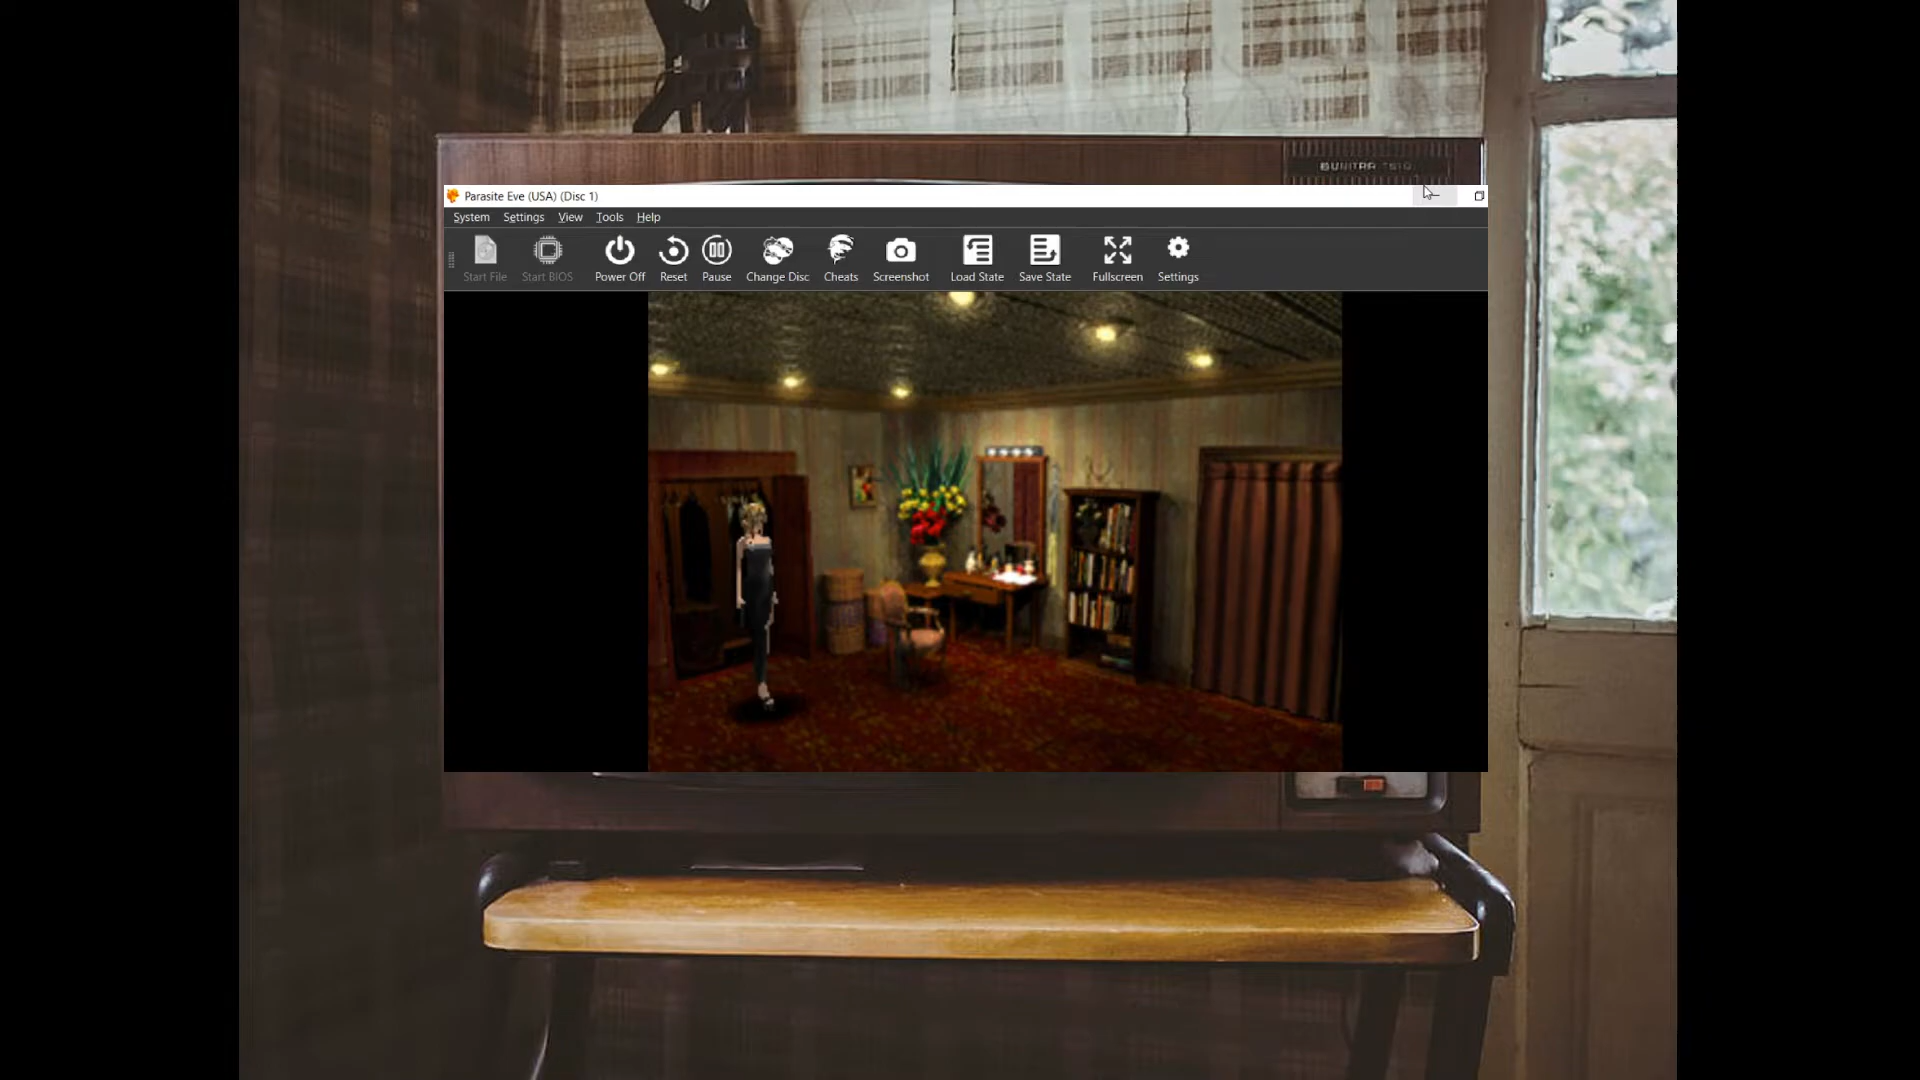 Parasite Eve (USA) (Disc 1)
System Settings View Tools Help
Start File Start BIOS Power Off Reset Pause Change Disc Cheats Screenshot Load State Save State Fullscreen Settings